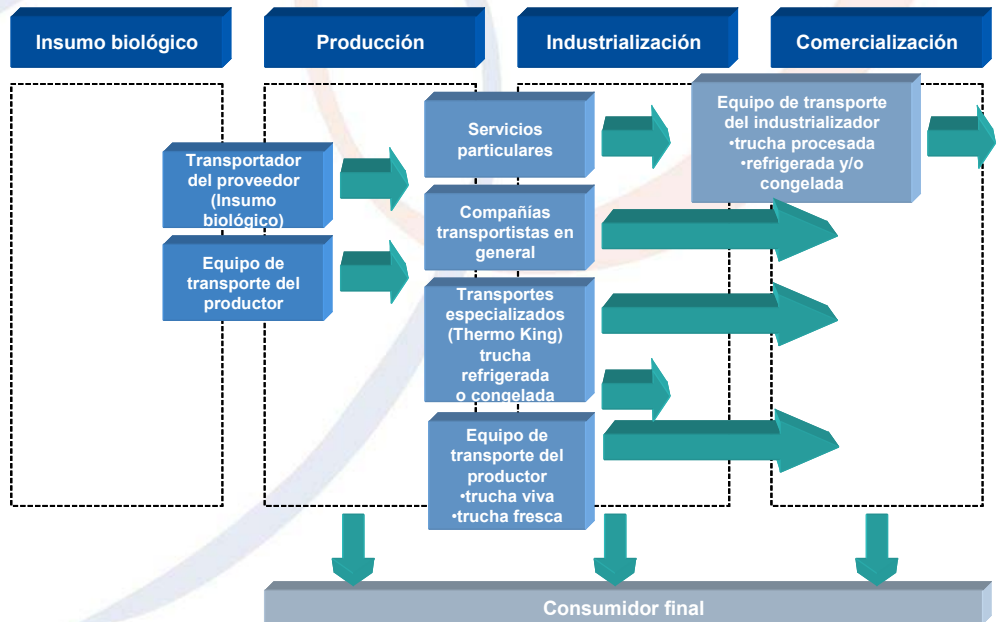 Insumo biológico
Producción
Industrialización
Comercialización
Transportador
del proveedor
(Insumo
biológico)
Equipo de
transporte del
productor
Servicios
particulares
Compañías
transportistas en
general
Transportes
especializados
(Thermo King)
trucha
refrigerada
o congelada
Equipo de
transporte del
productor
•trucha viva
•trucha fresca
Equipo de transporte
del industrializador
•trucha procesada
•refrigerada y/o
congelada
Consumidor final